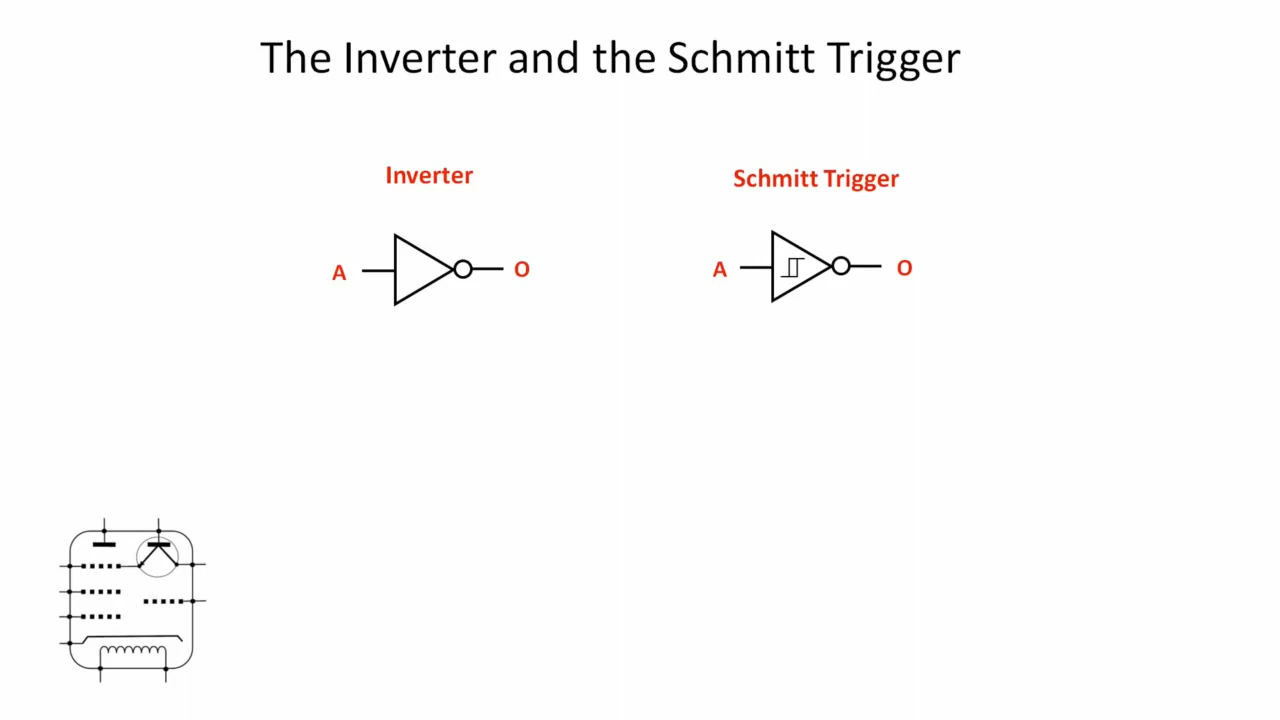 The Inverter and the Schmitt Trigger
Inverter
Schmitt Trigger
A
O
A
O